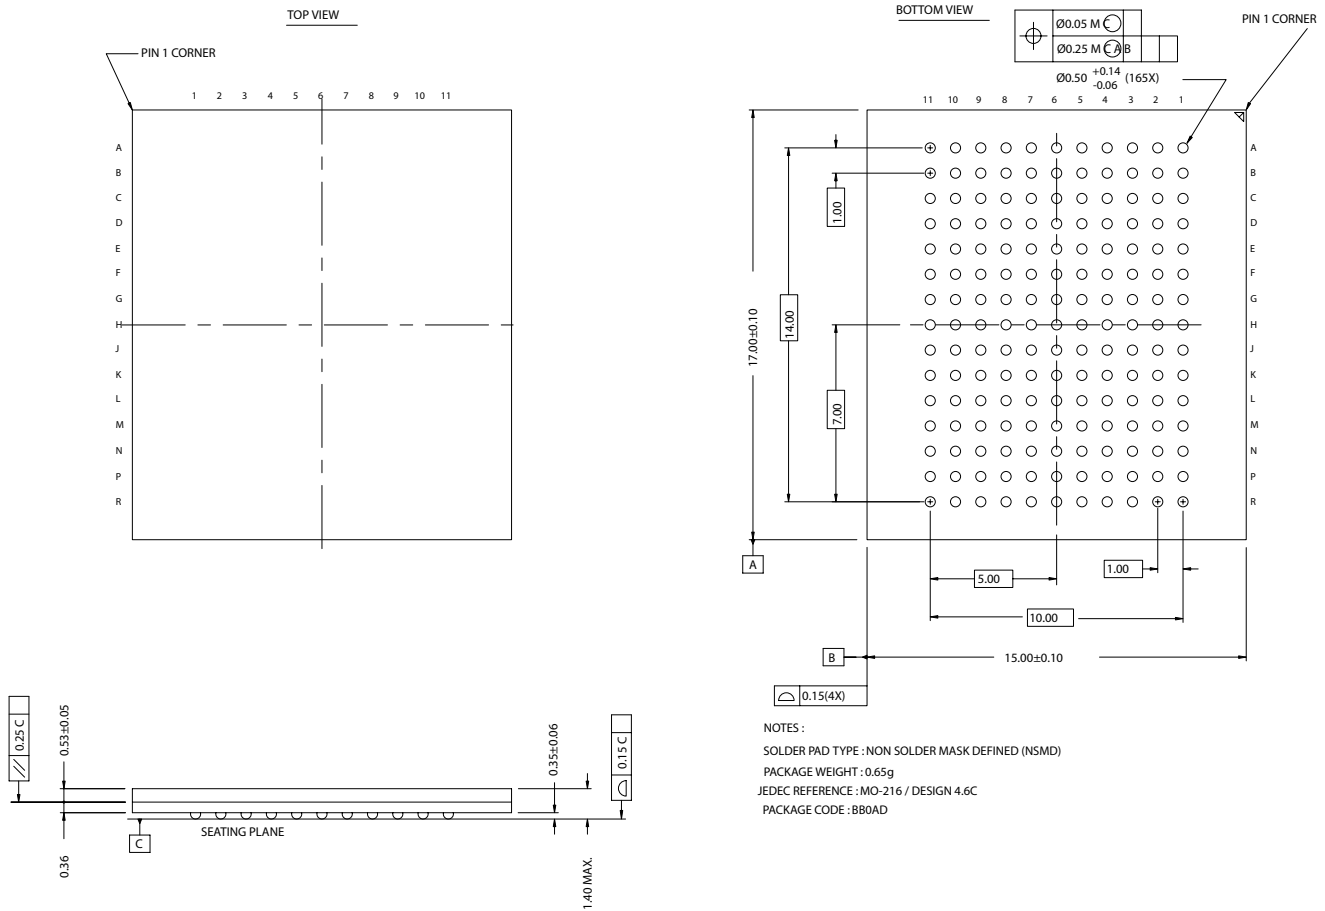 TOP VIEW
PIN 1 CORNER
1 2 3 4 5 6 7 8 9 10 11
A
B
C
D
E
F
G
H
J
K
L
M
N
P
R
BOTTOM VIEW
PIN 1 CORNER
Ø0.05 M C
Ø0.25 M C A B
Ø0.50 +0.14 -0.06 (165X)
11 10 9 8 7 6 5 4 3 2 1
A
B
C
D
E
F
G
H
J
K
L
M
N
P
R
1.00
14.00
17.00±0.10
7.00
A
5.00
1.00
10.00
B
15.00±0.10
0.15(4X)
0.25 C
0.53±0.05
0.36
C
SEATING PLANE
0.35±0.06
0.15 C
1.40 MAX.
NOTES :
SOLDER PAD TYPE : NON SOLDER MASK DEFINED (NSMD)
PACKAGE WEIGHT : 0.65g
JEDEC REFERENCE : MO-216 / DESIGN 4.6C
PACKAGE CODE : BB0AD